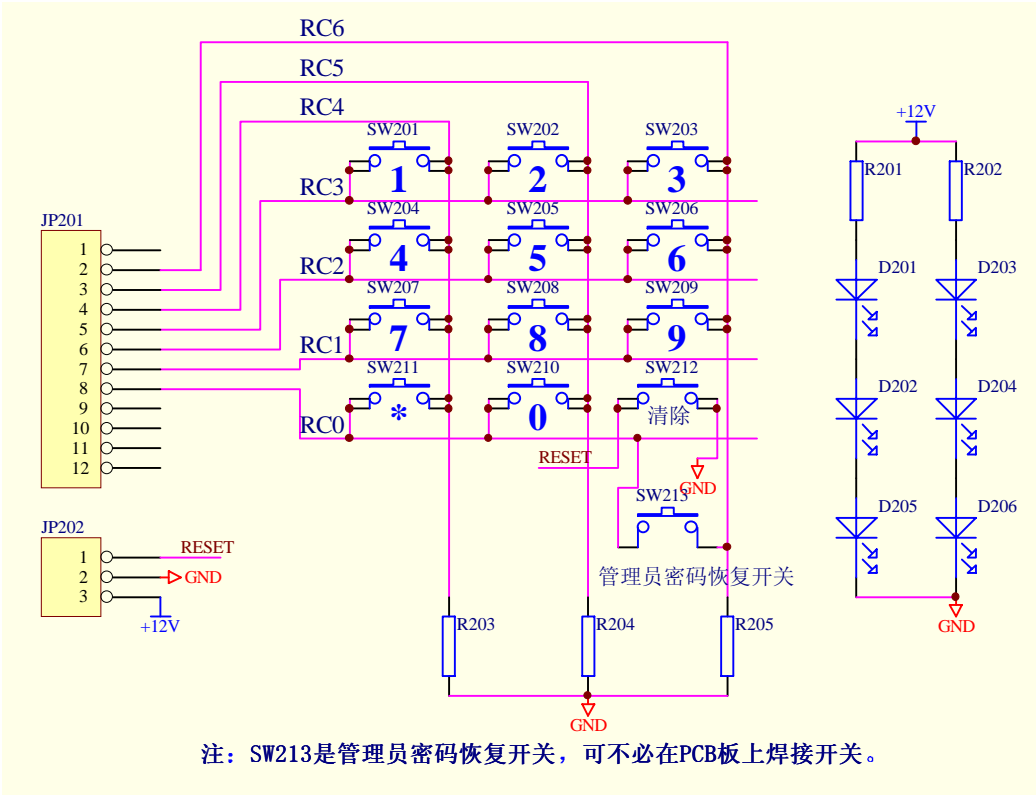 RC6
RC5
RC4
SW201 SW202 SW203
1 2 3
RC3
SW204 SW205 SW206
4 5 6
RC2
SW207 SW208 SW209
7 8 9
RC1
SW211 SW210 SW212
* 0 清除
RC0
RESET
GND
SW213
管理员密码恢复开关
JP201
1
2
3
4
5
6
7
8
9
10
11
12
JP202
1 RESET
2 GND
3
+12V
R203 R204 R205
GND
+12V
R201 R202
D201 D203
D202 D204
D205 D206
GND
注：SW213是管理员密码恢复开关，可不必在PCB板上焊接开关。